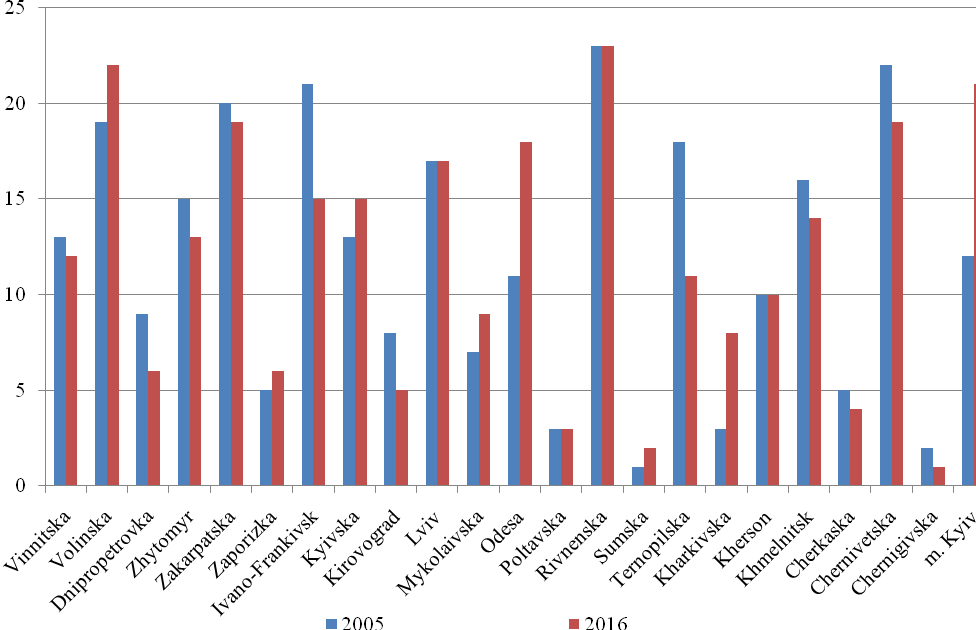 25
20
15
10
5
0
Vinnitska
Volinska
Dnipropetrovka
Zhytomyr
Zakarpatska
Zaporizka
Ivano-Frankivsk
Kyivska
Kirovograd
Lviv
Mykolaivska
Odesa
Poltavska
Rivnenska
Sumska
Ternopilska
Kharkivska
Kherson
Khmelnitsk
Cherkaska
Chernivetska
Chernigivska
m. Kyiv
2005 2016